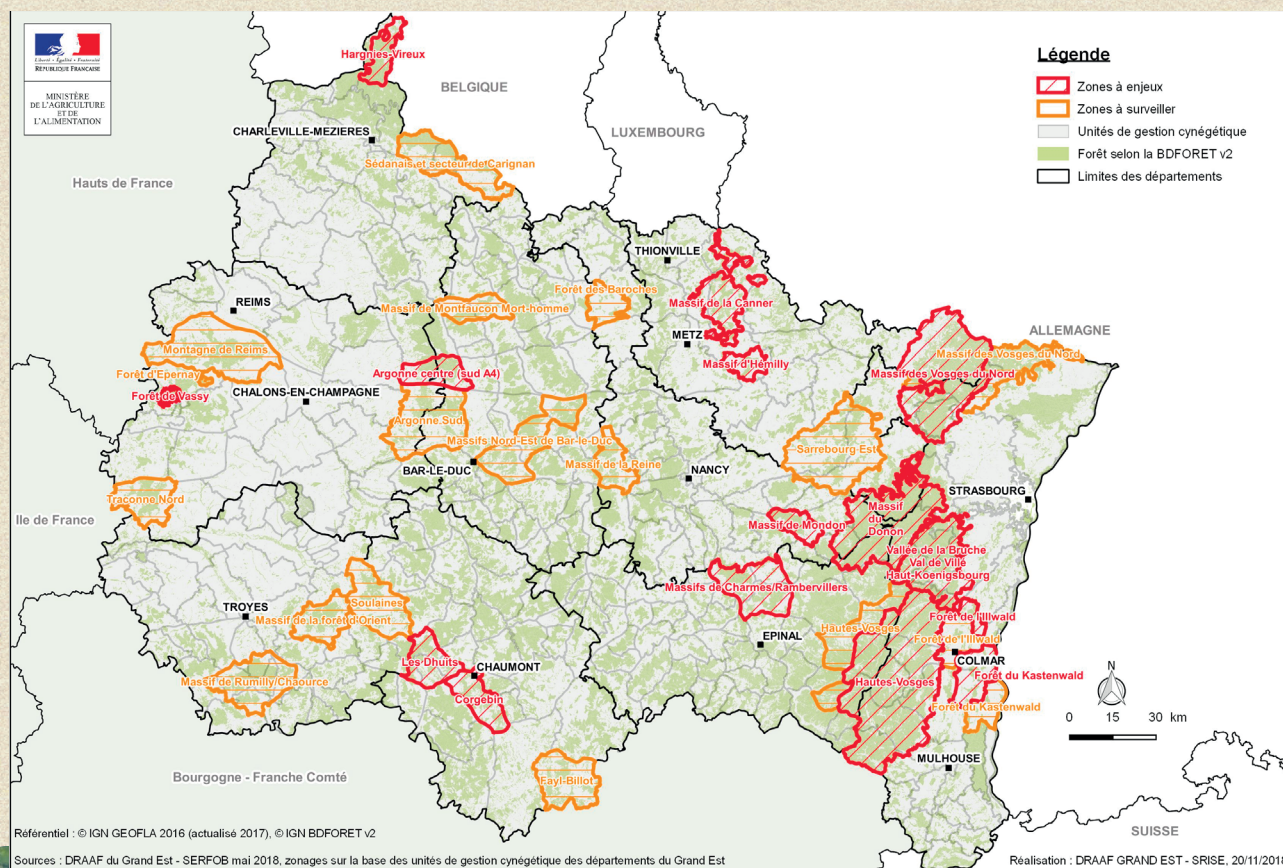 Liberté • Égalité • Fraternité
RÉPUBLIQUE FRANÇAISE
MINISTÈRE
DE L'AGRICULTURE
ET DE
L'ALIMENTATION
Légende
Zones à enjeux
Zones à surveiller
Unités de gestion cynégétique
Forêt selon la BDFORET v2
Limites des départements
Hargnies-Vireux
BELGIQUE
LUXEMBOURG
CHARLEVILLE-MEZIERES
Sédanais et secteur de Carignan
Hauts de France
THIONVILLE
Forêt des Baroches
Massif de la Canner
REIMS
Massif de Montfaucon Mort-homme
ALLEMAGNE
METZ
Montagne de Reims
Massif des Vosges du Nord
Massif d'Hémilly
Argonne centre (sud A4)
Massif des Vosges du Nord
Forêt d'Epernay
Forêt de Vassy
CHALONS-EN-CHAMPAGNE
Argonne Sud
Massifs Nord-Est de Bar-le-Duc
Sarrebourg Est
BAR-LE-DUC
Massif de la Reine
NANCY
STRASBOURG
Traconne Nord
Ile de France
Massif
du
Donon
Massif de Mondon
Vallée de la Bruche
Val de Villé
Haut-Koenigsbourg
Massifs de Charmes/Rambervillers
Soulaines
TROYES
Massif de la forêt d'Orient
Forêt de l'Illwald
Hautes-Vosges
EPINAL
Forêt de l'Illwald
COLMAR
Les Dhuits
CHAUMONT
Forêt du Kastenwald
Massif de Rumilly/Chaource
Hautes-Vosges
Corgebin
Forêt du Kastenwald
N
0 15 30 km
MULHOUSE
Bourgogne - Franche Comté
Fayl-Billot
SUISSE
Référentiel : © IGN GEOFLA 2016 (actualisé 2017), © IGN BDFORET v2
Sources : DRAAF du Grand Est - SERFOB mai 2018, zonages sur la base des unités de gestion cynégétique des départements du Grand Est
Réalisation : DRAAF GRAND EST - SRISE, 20/11/2018